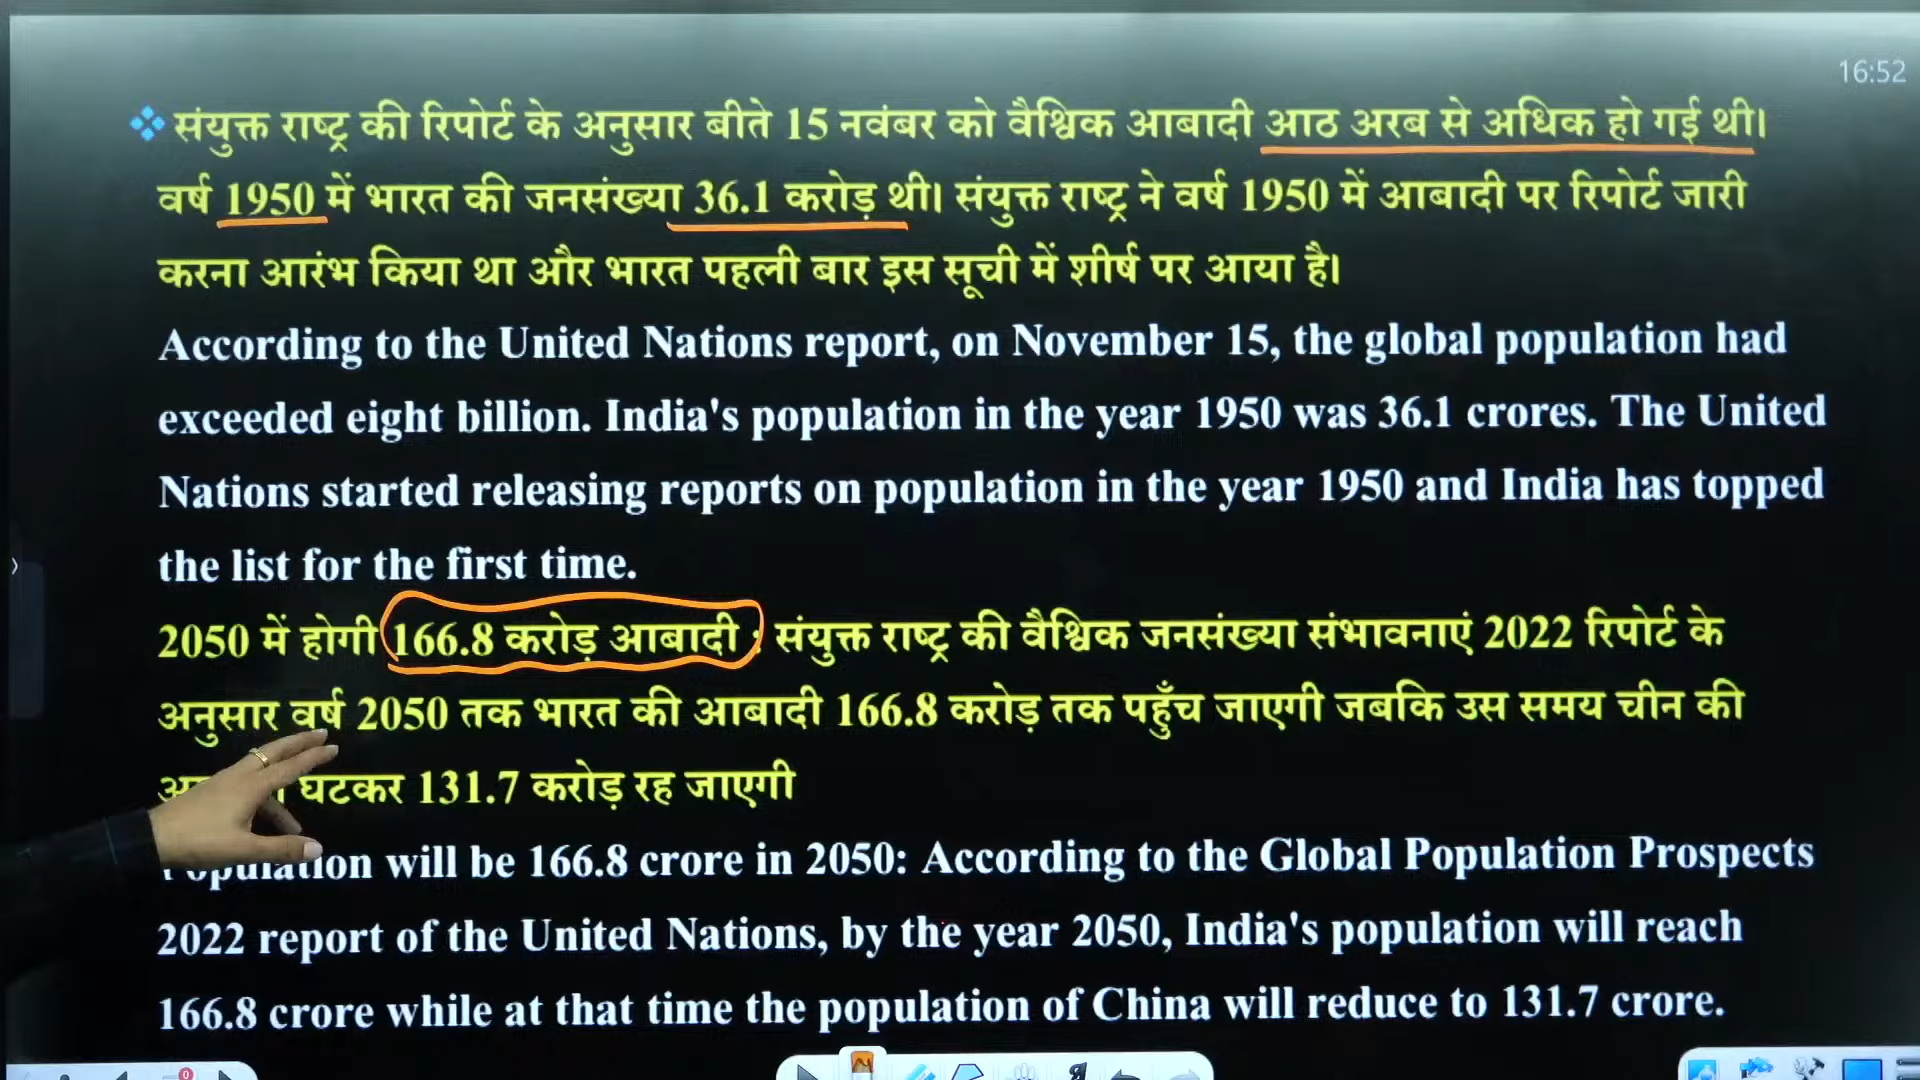 16:52
संयुक्त राष्ट्र की रिपोर्ट के अनुसार बीते 15 नवंबर को वैश्विक आबादी आठ अरब से अधिक हो गई थी।
वर्ष 1950 में भारत की जनसंख्या 36.1 करोड़ थी। संयुक्त राष्ट्र ने वर्ष 1950 में आबादी पर रिपोर्ट जारी
करना आरंभ किया था और भारत पहली बार इस सूची में शीर्ष पर आया है।
According to the United Nations report, on November 15, the global population had
exceeded eight billion. India's population in the year 1950 was 36.1 crores. The United
Nations started releasing reports on population in the year 1950 and India has topped
the list for the first time.
2050 में होगी 166.8 करोड़ आबादी : संयुक्त राष्ट्र की वैश्विक जनसंख्या संभावनाएं 2022 रिपोर्ट के
अनुसार वर्ष 2050 तक भारत की आबादी 166.8 करोड़ तक पहुँच जाएगी जबकि उस समय चीन की
घटकर 131.7 करोड़ रह जाएगी
Population will be 166.8 crore in 2050: According to the Global Population Prospects
2022 report of the United Nations, by the year 2050, India's population will reach
166.8 crore while at that time the population of China will reduce to 131.7 crore.
0